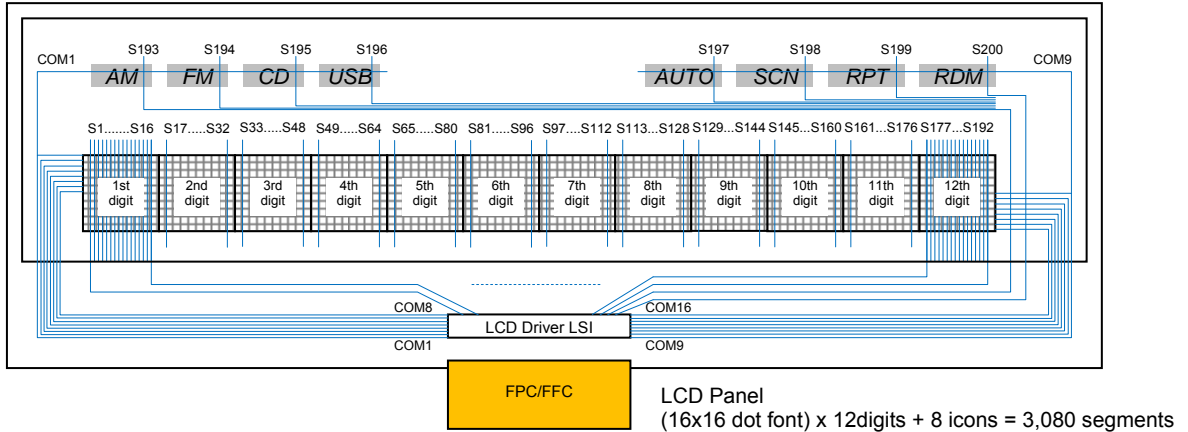 S193 S194 S195 S196 S197 S198 S199 S200
COM1 COM9
AM FM CD USB AUTO SCN RPT RDM
S1.......S16 S17.....S32 S33.....S48 S49.....S64 S65.....S80 S81.....S96 S97....S112 S113...S128 S129...S144 S145...S160 S161...S176 S177...S192
1st 2nd 3rd 4th 5th 6th 7th 8th 9th 10th 11th 12th
digit digit digit digit digit digit digit digit digit digit digit digit
COM8 COM16
LCD Driver LSI
COM1 COM9
FPC/FFC
LCD Panel
(16x16 dot font) x 12digits + 8 icons = 3,080 segments